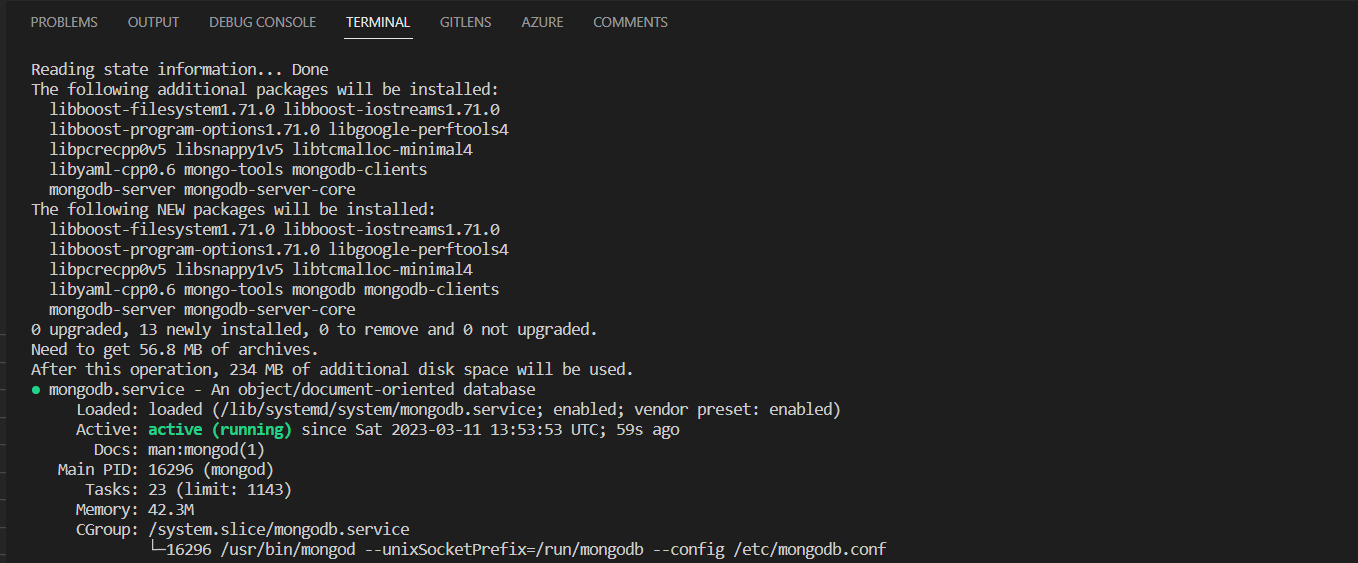 PROBLEMS OUTPUT DEBUG CONSOLE TERMINAL GITLENS AZURE COMMENTS
Reading state information... Done
The following additional packages will be installed:
libboost-filesystem1.71.0 libboost-iostreams1.71.0
libboost-program-options1.71.0 libgoogle-perftools4
libpcrecpp0v5 libsnappy1v5 libtcmalloc-minimal4
libyaml-cpp0.6 mongo-tools mongodb-clients
mongodb-server mongodb-server-core
The following NEW packages will be installed:
libboost-filesystem1.71.0 libboost-iostreams1.71.0
libboost-program-options1.71.0 libgoogle-perftools4
libpcrecpp0v5 libsnappy1v5 libtcmalloc-minimal4
libyaml-cpp0.6 mongo-tools mongodb mongodb-clients
mongodb-server mongodb-server-core
0 upgraded, 13 newly installed, 0 to remove and 0 not upgraded.
Need to get 56.8 MB of archives.
After this operation, 234 MB of additional disk space will be used.
● mongodb.service - An object/document-oriented database
Loaded: loaded (/lib/systemd/system/mongodb.service; enabled; vendor preset: enabled)
Active: active (running) since Sat 2023-03-11 13:53:53 UTC; 59s ago
Docs: man:mongod(1)
Main PID: 16296 (mongod)
Tasks: 23 (limit: 1143)
Memory: 42.3M
CGroup: /system.slice/mongodb.service
└─16296 /usr/bin/mongod --unixSocketPrefix=/run/mongodb --config /etc/mongodb.conf